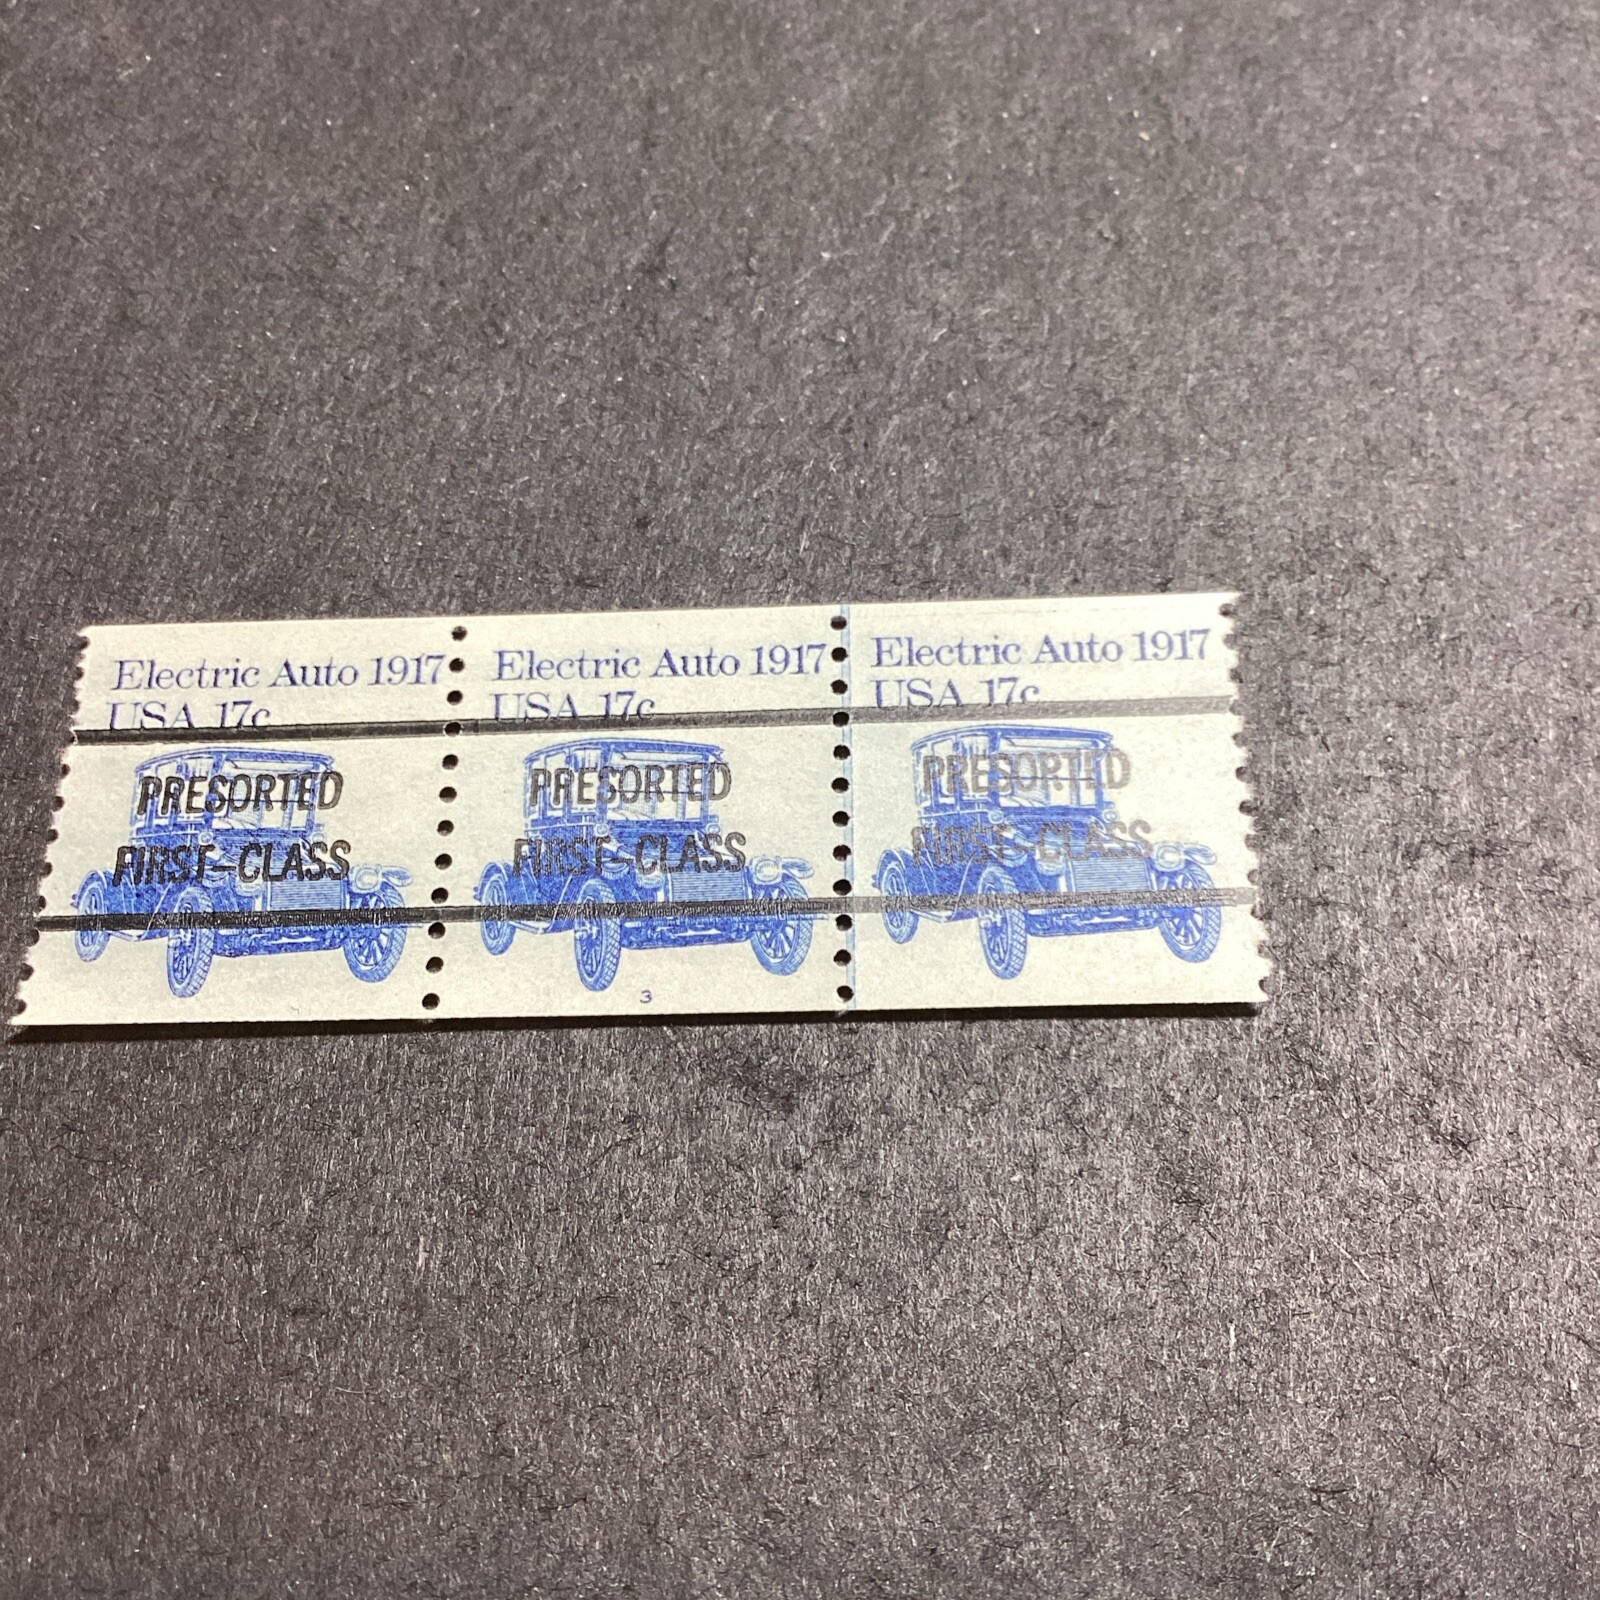 Electric Auto 1917
USA 17c
PRESORTED
FIRST-CLASS
Electric Auto 1917
USA 17c
PRESORTED
FIRST-CLASS
3
Electric Auto 1917
USA 17c
PRESORTED
FIRST-CLASS